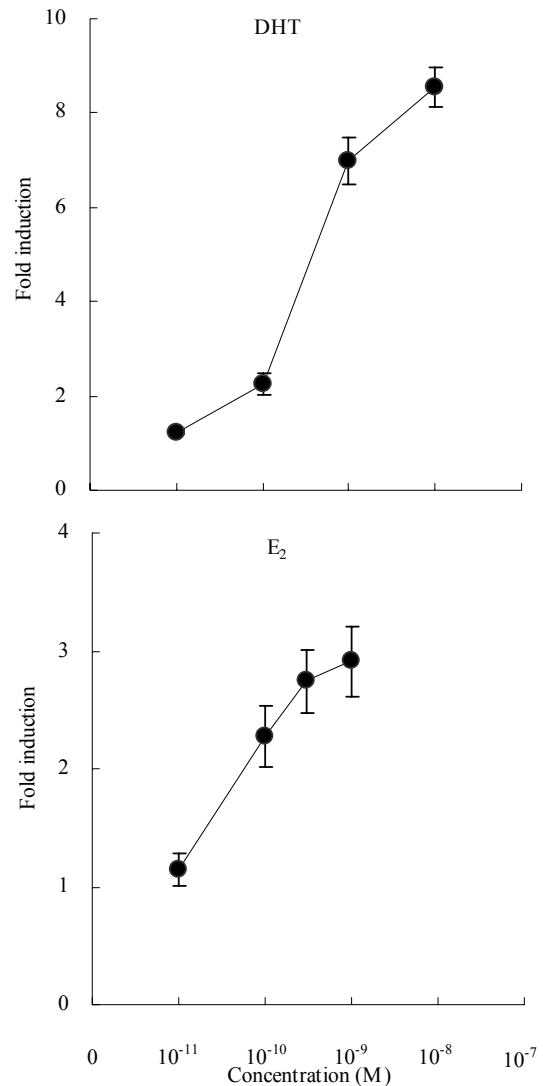 10
DHT
8
6
4
2
0
Fold induction
4
E₂
3
2
1
0
Fold induction
0 10⁻¹¹ 10⁻¹⁰ 10⁻⁹ 10⁻⁸ 10⁻⁷
Concentration (M)